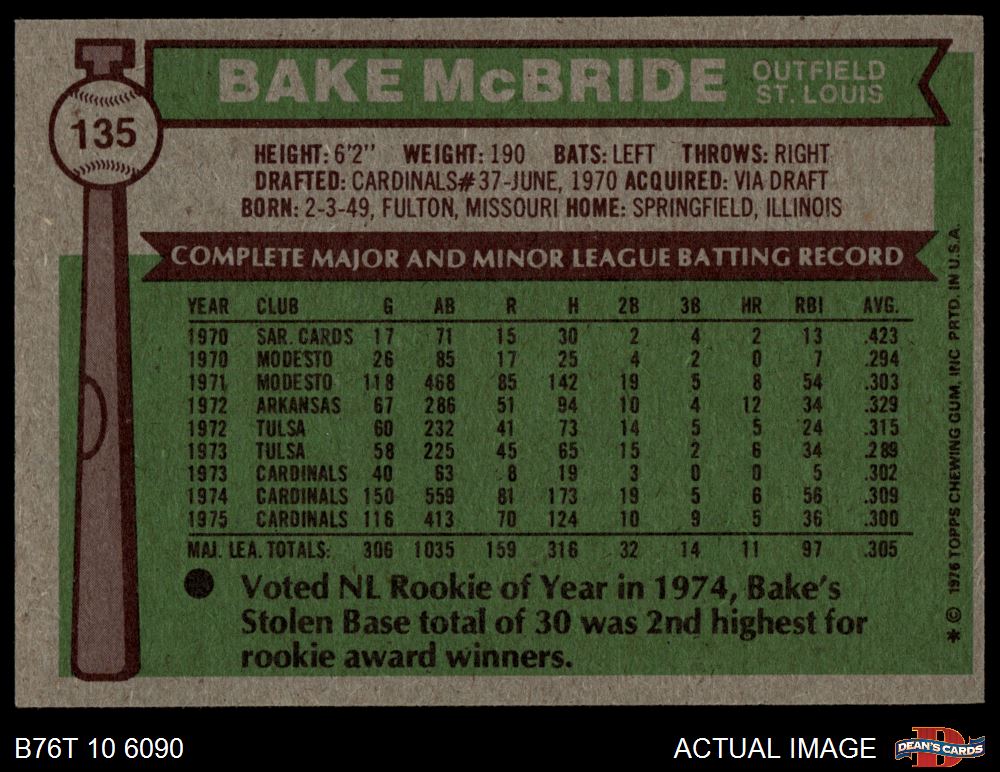 BAKE McBRIDE OUTFIELD ST. LOUIS
135
HEIGHT: 6'2" WEIGHT: 190 BATS: LEFT THROWS: RIGHT
DRAFTED: CARDINALS#37-JUNE, 1970 ACQUIRED: VIA DRAFT
BORN: 2-3-49, FULTON, MISSOURI HOME: SPRINGFIELD, ILLINOIS
COMPLETE MAJOR AND MINOR LEAGUE BATTING RECORD
YEAR CLUB G AB R H 2B 3B HR RBI AVG.
1970 SAR. CARDS 17 71 15 30 2 4 2 13 .423
1970 MODESTO 26 85 17 25 4 2 0 7 .294
1971 MODESTO 118 468 85 142 19 5 8 54 .303
1972 ARKANSAS 67 286 51 94 10 4 12 34 .329
1972 TULSA 60 232 41 73 14 5 5 24 .315
1973 TULSA 58 225 45 65 15 2 6 34 .289
1973 CARDINALS 40 63 8 19 3 0 0 5 .302
1974 CARDINALS 150 559 81 173 19 5 6 56 .309
1975 CARDINALS 116 413 70 124 10 9 5 36 .300
MAJ. LEA. TOTALS: 306 1035 159 316 32 14 11 97 .305
Voted NL Rookie of Year in 1974, Bake's
Stolen Base total of 30 was 2nd highest for
rookie award winners.
* © 1976 TOPPS CHEWING GUM, INC PRTD. IN U.S.A.
B76T 10 6090
ACTUAL IMAGE
DEAN'S CARDS